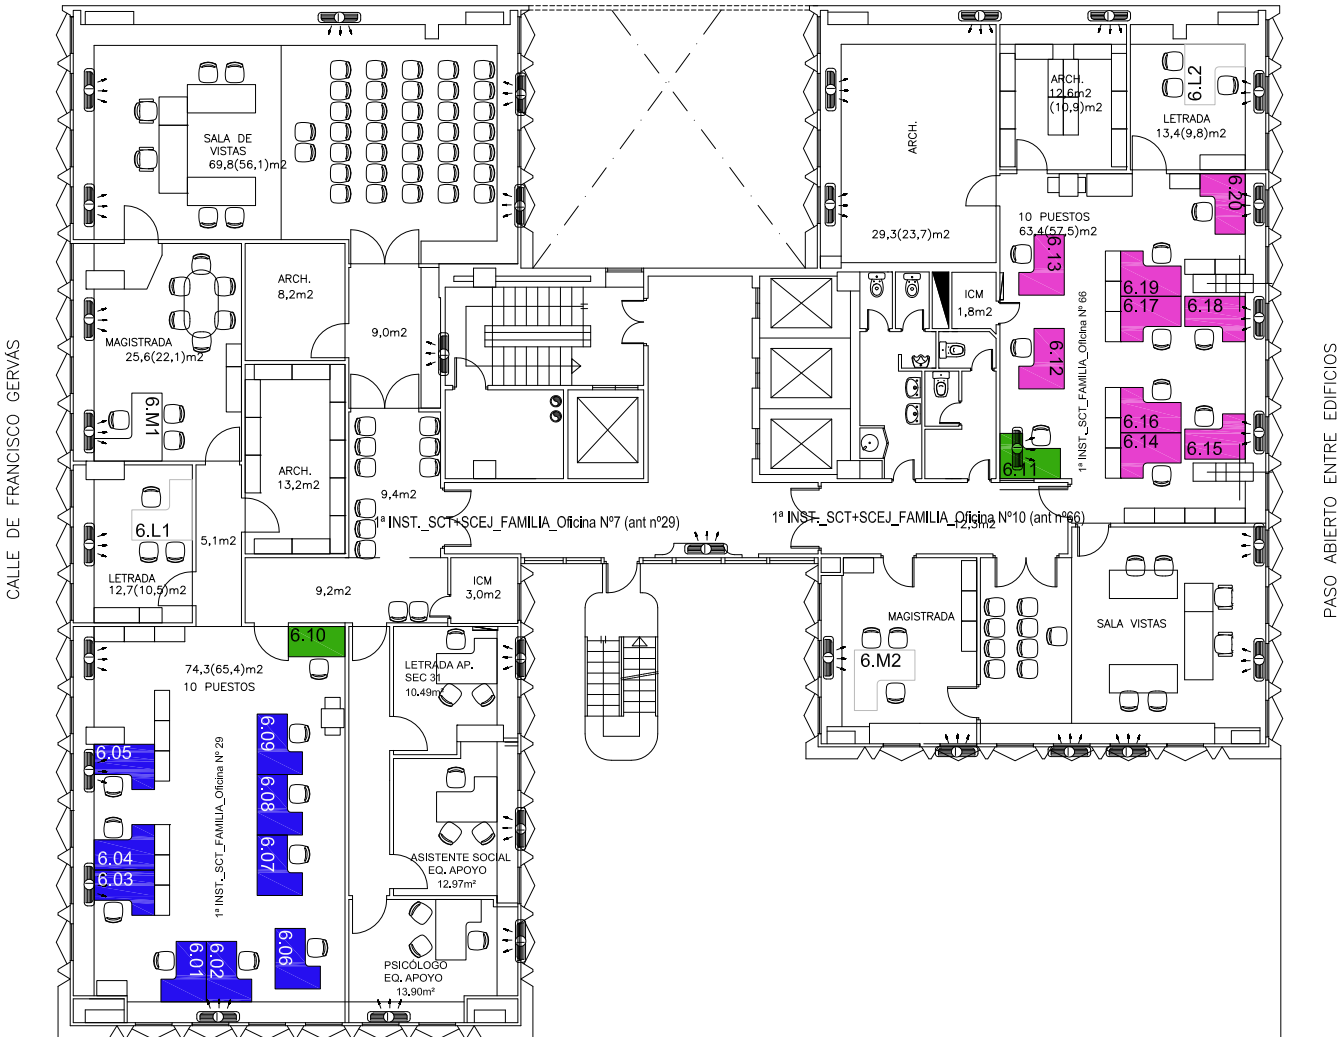 CALLE DE FRANCISCO GERVÁS
PASO ABIERTO ENTRE EDIFICIOS
SALA DE
VISTAS
69,8(56,1)m2
ARCH.
8,2m2
9,0m2
MAGISTRADA
25,6(22,1)m2
6.M1
ARCH.
13,2m2
9,4m2
6.L1
5,1m2
LETRADA
12,7(10,5)m2
9,2m2
ICM
3,0m2
1ª INST._SCT+SCEJ_FAMILIA_Oficina Nº7 (ant nº29)
6.10
74,3(65,4)m2
10 PUESTOS
LETRADA AP.
SEC 31
10.49m²
6.05
6.09
6.08
6.04
6.03
6.07
1ª INST._SCT_FAMILIA_Oficina Nº 29
ASISTENTE SOCIAL
EQ. APOYO
12.97m²
6.01
6.02
6.06
PSICÓLOGO
EQ. APOYO
13.90m²
ARCH.
29,3(23,7)m2
ARCH.
12,6m2
(10,9)m2
6.L2
LETRADA
13,4(9,8)m2
6.20
10 PUESTOS
63,4(57,5)m2
6.13
6.19
6.17
6.18
ICM
1,8m2
6.12
1ª INST._SCT_FAMILIA_Oficina Nº 66
6.16
6.14
6.15
6.11
1ª INST._SCT+SCEJ_FAMILIA_Oficina Nº10 (ant nº66)
12,3m2
MAGISTRADA
6.M2
SALA VISTAS